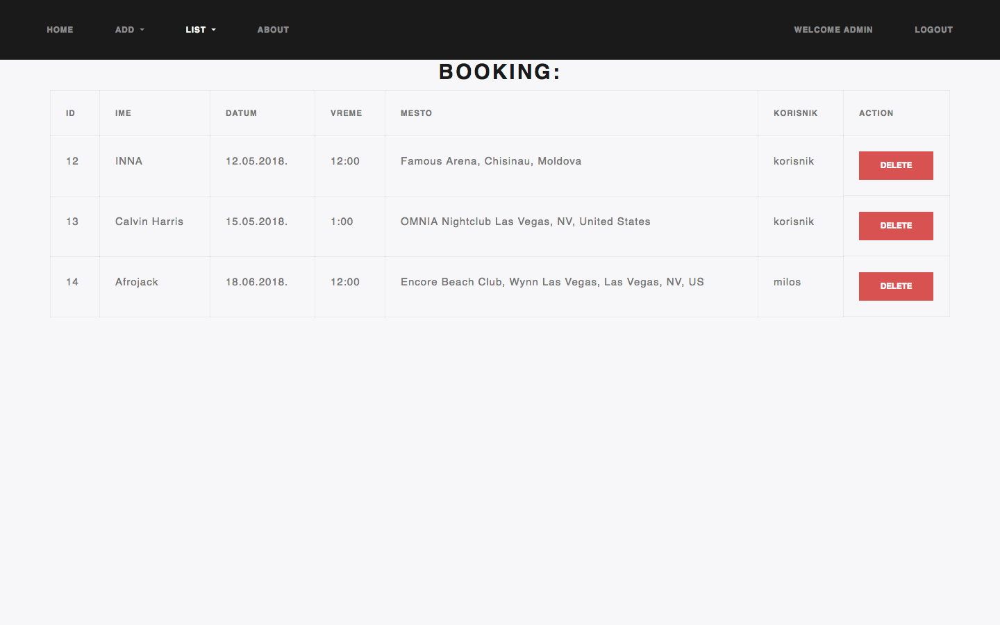 HOME ADD LIST ABOUT WELCOME ADMIN LOGOUT
BOOKING:
ID IME DATUM VREME MESTO KORISNIK ACTION
12 INNA 12.05.2018. 12:00 Famous Arena, Chisinau, Moldova korisnik DELETE
13 Calvin Harris 15.05.2018. 1:00 OMNIA Nightclub Las Vegas, NV, United States korisnik DELETE
14 Afrojack 18.06.2018. 12:00 Encore Beach Club, Wynn Las Vegas, Las Vegas, NV, US milos DELETE